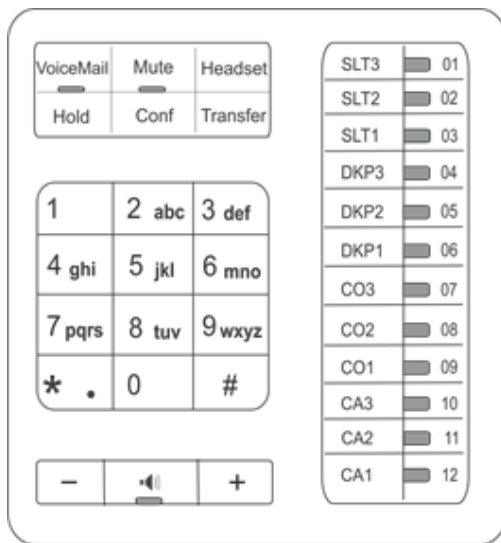 VoiceMail Mute Headset
Hold Conf Transfer
1 2 abc 3 def
4 ghi 5 jkl 6 mno
7 pqrs 8 tuv 9 wxyz
* . 0 #
- +
SLT3 01
SLT2 02
SLT1 03
DKP3 04
DKP2 05
DKP1 06
CO3 07
CO2 08
CO1 09
CA3 10
CA2 11
CA1 12